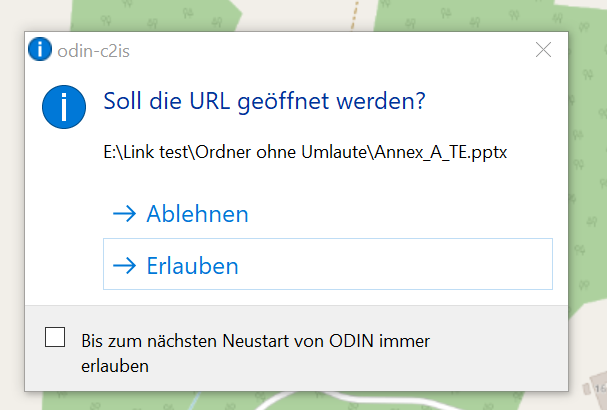 odin-c2is
Soll die URL geöffnet werden?
E:\Link test\Ordner ohne Umlaute\Annex_A_TE.pptx
Ablehnen
Erlauben
Bis zum nächsten Neustart von ODIN immer
erlauben
16